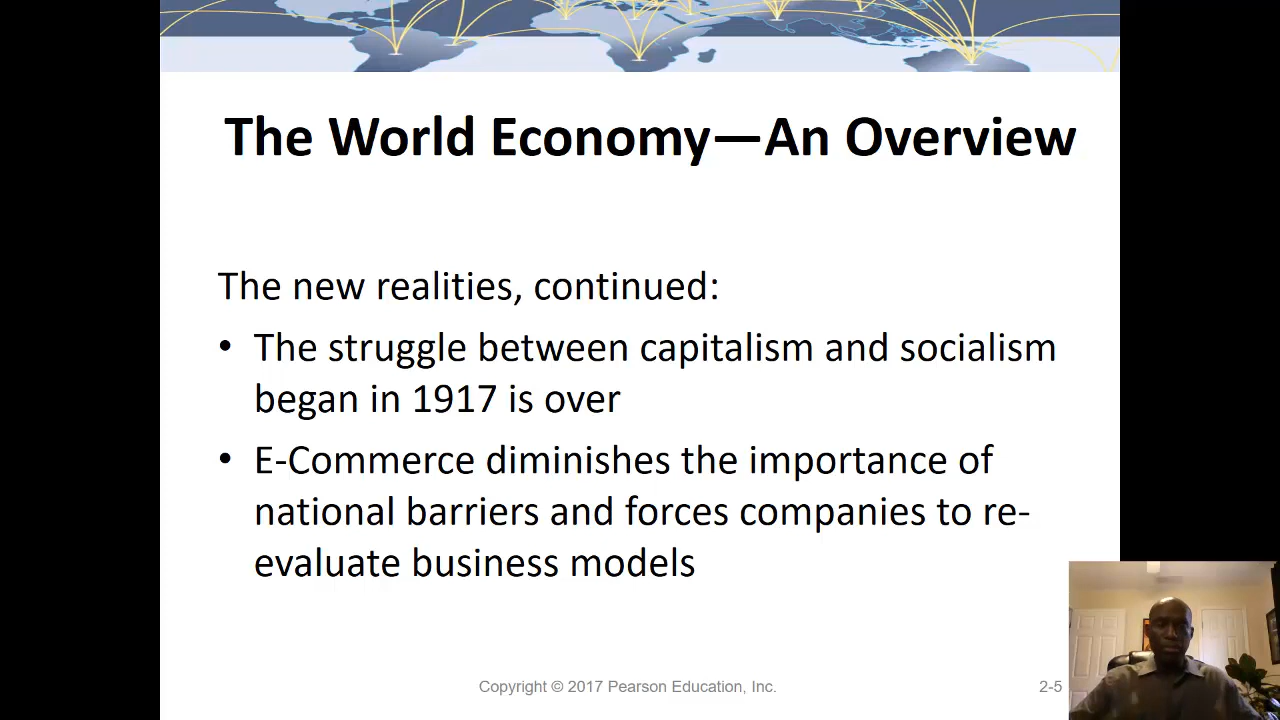 The World Economy—An Overview
The new realities, continued:
• The struggle between capitalism and socialism
began in 1917 is over
• E-Commerce diminishes the importance of
national barriers and forces companies to re-
evaluate business models
Copyright © 2017 Pearson Education, Inc.
2-5